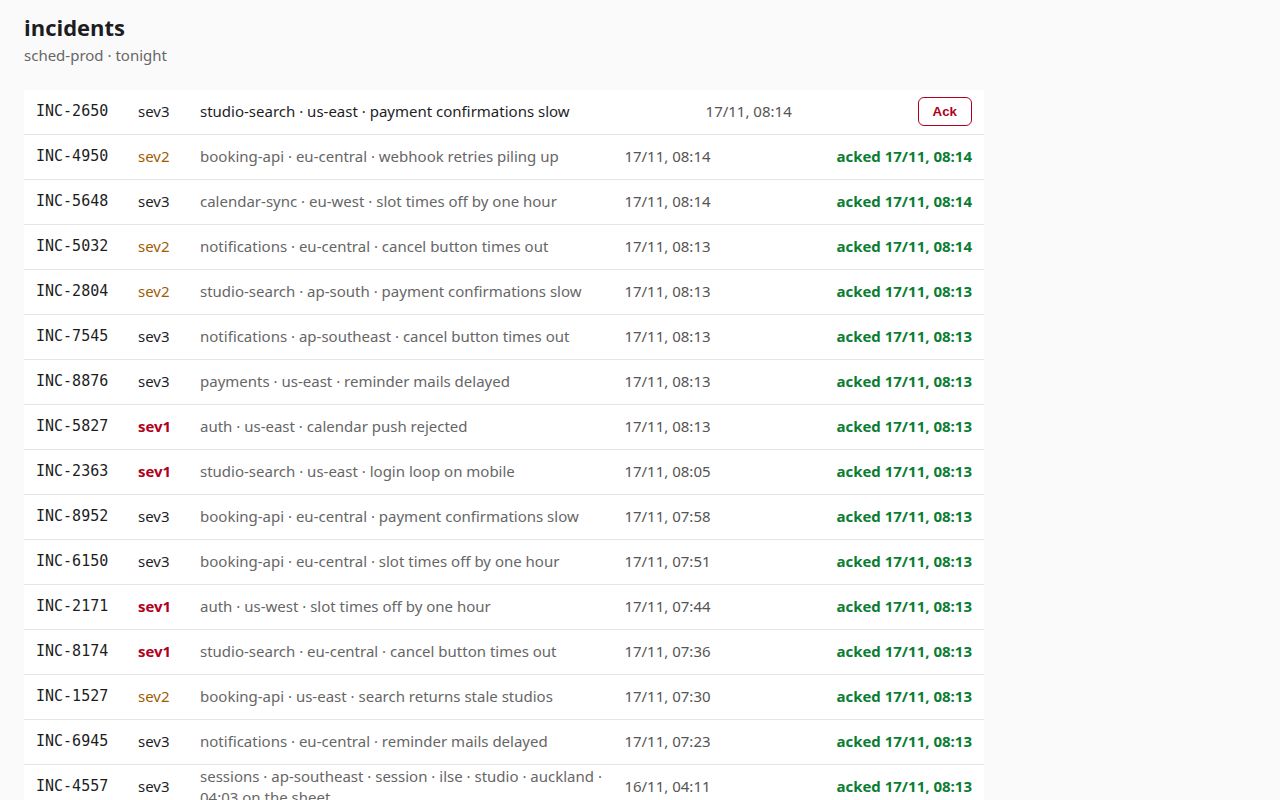 incidents
sched-prod · tonight
INC-2650 sev3 studio-search · us-east · payment confirmations slow 17/11, 08:14 Ack
INC-4950 sev2 booking-api · eu-central · webhook retries piling up 17/11, 08:14 acked 17/11, 08:14
INC-5648 sev3 calendar-sync · eu-west · slot times off by one hour 17/11, 08:14 acked 17/11, 08:14
INC-5032 sev2 notifications · eu-central · cancel button times out 17/11, 08:13 acked 17/11, 08:14
INC-2804 sev2 studio-search · ap-south · payment confirmations slow 17/11, 08:13 acked 17/11, 08:13
INC-7545 sev3 notifications · ap-southeast · cancel button times out 17/11, 08:13 acked 17/11, 08:13
INC-8876 sev3 payments · us-east · reminder mails delayed 17/11, 08:13 acked 17/11, 08:13
INC-5827 sev1 auth · us-east · calendar push rejected 17/11, 08:13 acked 17/11, 08:13
INC-2363 sev1 studio-search · us-east · login loop on mobile 17/11, 08:05 acked 17/11, 08:13
INC-8952 sev3 booking-api · eu-central · payment confirmations slow 17/11, 07:58 acked 17/11, 08:13
INC-6150 sev3 booking-api · eu-central · slot times off by one hour 17/11, 07:51 acked 17/11, 08:13
INC-2171 sev1 auth · us-west · slot times off by one hour 17/11, 07:44 acked 17/11, 08:13
INC-8174 sev1 studio-search · eu-central · cancel button times out 17/11, 07:36 acked 17/11, 08:13
INC-1527 sev2 booking-api · us-east · search returns stale studios 17/11, 07:30 acked 17/11, 08:13
INC-6945 sev3 notifications · eu-central · reminder mails delayed 17/11, 07:23 acked 17/11, 08:13
INC-4557 sev3 sessions · ap-southeast · session · ilse · studio · auckland · 16/11, 04:11 acked 17/11, 08:13
04:03 on the sheet